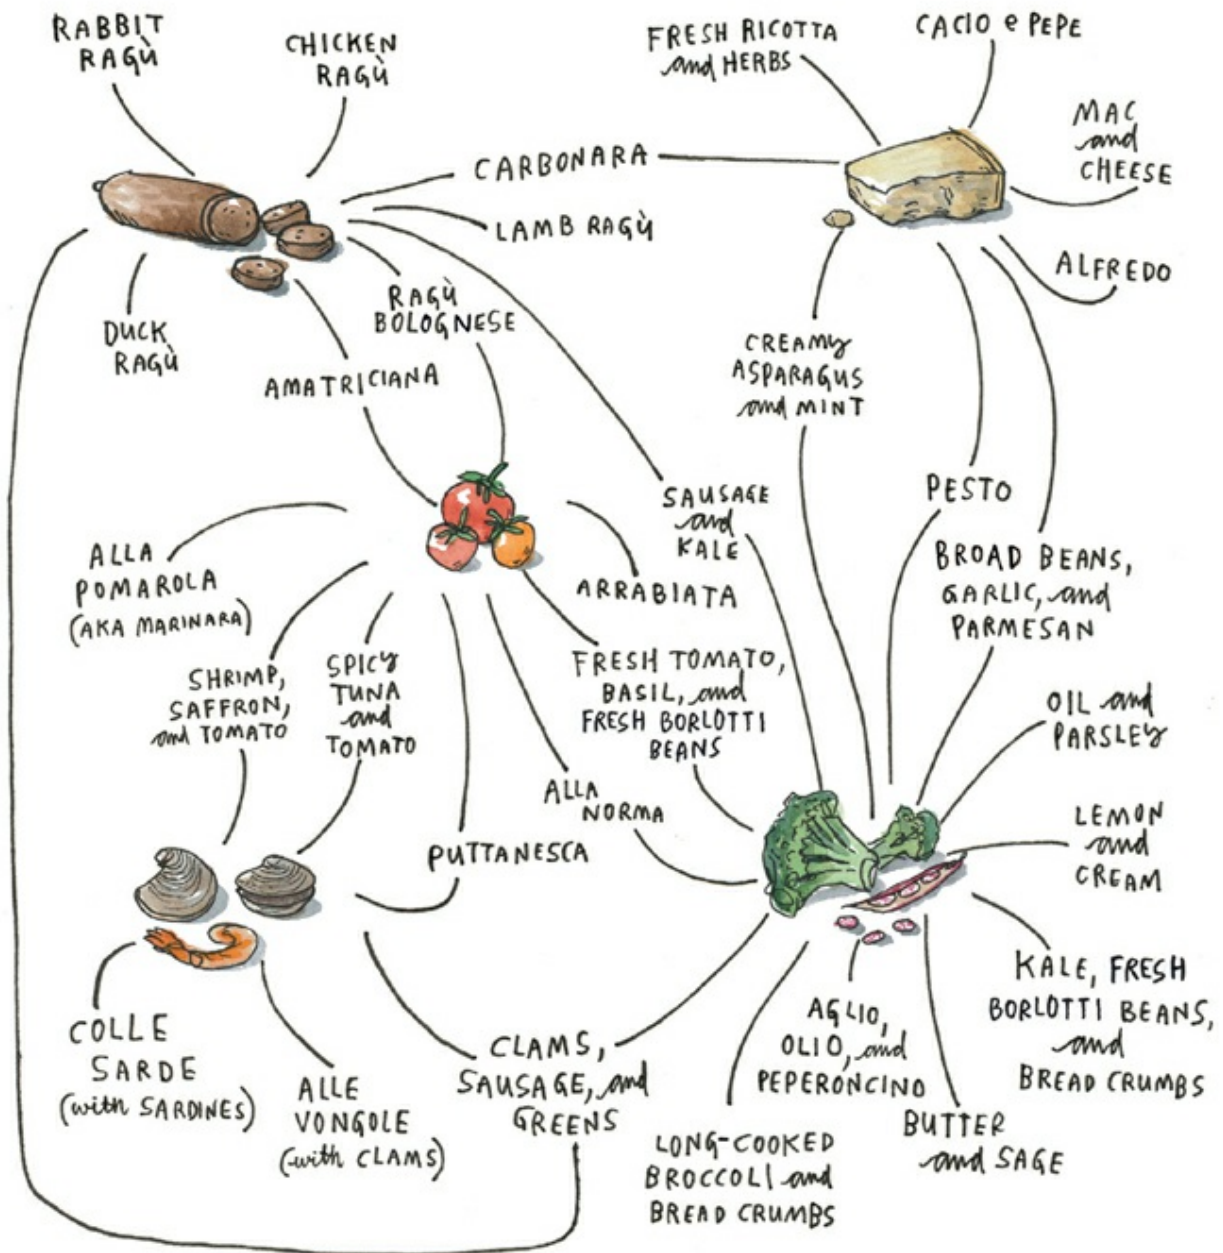 RABBIT
RAGÙ
CHICKEN
RAGÙ
FRESH RICOTTA
and HERBS
CACIO e PEPE
MAC
and
CHEESE
CARBONARA
LAMB RAGÙ
ALFREDO
RAGÙ
BOLOGNESE
DUCK
RAGÙ
AMATRICIANA
CREAMY
ASPARAGUS
and MINT
SAUSAGE
and
KALE
PESTO
ALLA
POMAROLA
(AKA MARINARA)
ARRABIATA
BROAD BEANS,
GARLIC, and
PARMESAN
SHRIMP,
SAFFRON,
and TOMATO
SPICY
TUNA
and
TOMATO
FRESH TOMATO,
BASIL, and
FRESH BORLOTTI
BEANS
OIL and
PARSLEY
ALLA
NORMA
PUTTANESCA
LEMON
and
CREAM
COLLE
SARDE
(with SARDINES)
ALLE
VONGOLE
(with CLAMS)
CLAMS,
SAUSAGE, and
GREENS
LONG-COOKED
BROCCOLI and
BREAD CRUMBS
AGLIO,
OLIO, and
PEPERONCINO
BUTTER
and SAGE
KALE, FRESH
BORLOTTI BEANS,
and
BREAD CRUMBS